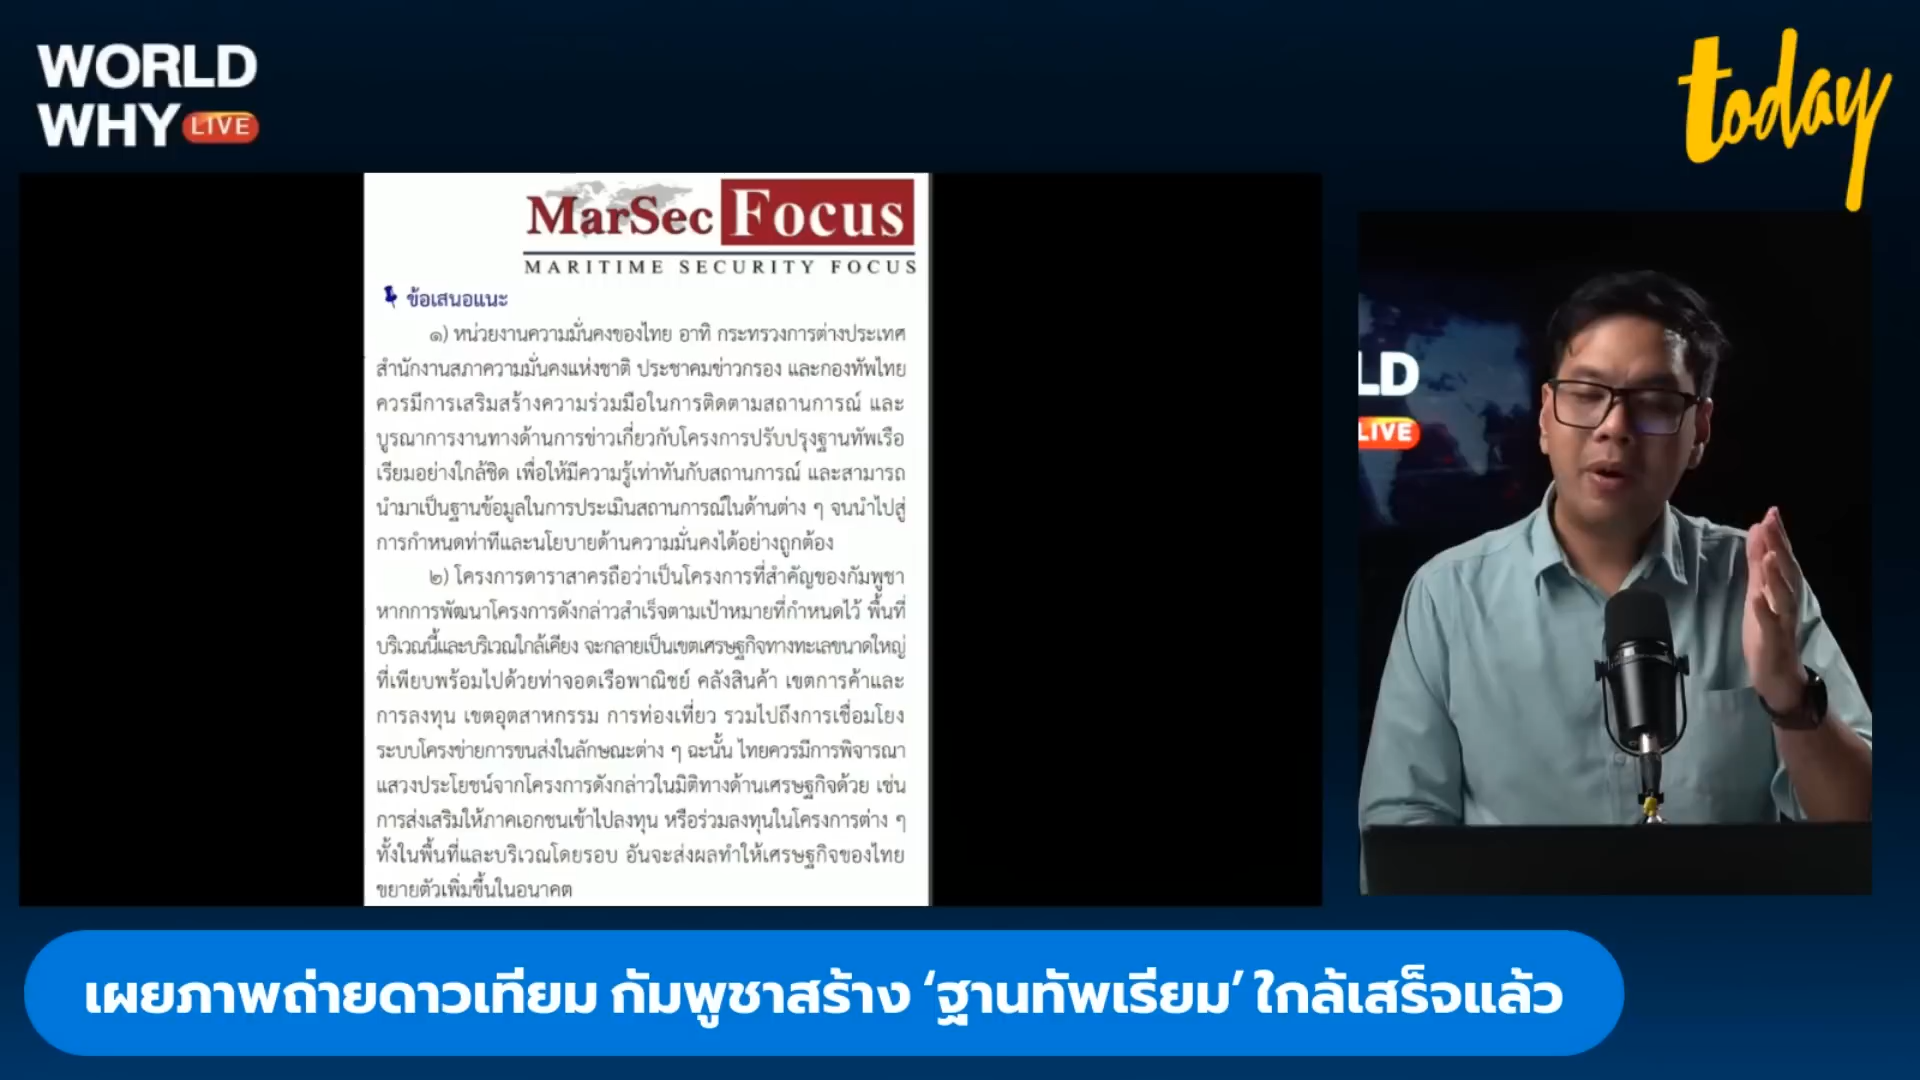 WORLD
WHY LIVE
today
MarSec Focus
MARITIME SECURITY FOCUS
ข้อเสนอแนะ
๑) หน่วยงานความมั่นคงของไทย อาทิ กระทรวงการต่างประเทศ
สำนักงานสภาความมั่นคงแห่งชาติ ประชาคมข่าวกรอง และกองทัพไทย
ควรมีการเสริมสร้างความร่วมมือในการติดตามสถานการณ์ และ
บูรณาการงานทางด้านการข่าวเกี่ยวกับโครงการปรับปรุงฐานทัพเรือ
เรียมอย่างใกล้ชิด เพื่อให้มีความรู้เท่าทันกับสถานการณ์ และสามารถ
นำมาเป็นฐานข้อมูลในการประเมินสถานการณ์ในด้านต่าง ๆ จนนำไปสู่
การกำหนดท่าทีและนโยบายด้านความมั่นคงได้อย่างถูกต้อง
๒) โครงการดาราสาครถือว่าเป็นโครงการที่สำคัญของกัมพูชา
หากการพัฒนาโครงการดังกล่าวสำเร็จตามเป้าหมายที่กำหนดไว้ พื้นที่
บริเวณนี้และบริเวณใกล้เคียง จะกลายเป็นเขตเศรษฐกิจทางทะเลขนาดใหญ่
ที่เพียบพร้อมไปด้วยท่าจอดเรือพาณิชย์ คลังสินค้า เขตการค้าและ
การลงทุน เขตอุตสาหกรรม การท่องเที่ยว รวมไปถึงการเชื่อมโยง
ระบบโครงข่ายการขนส่งในลักษณะต่าง ๆ ฉะนั้น ไทยควรมีการพิจารณา
แสวงประโยชน์จากโครงการดังกล่าวในมิติทางด้านเศรษฐกิจด้วย เช่น
การส่งเสริมให้ภาคเอกชนเข้าไปลงทุน หรือร่วมลงทุนในโครงการต่าง ๆ
ทั้งในพื้นที่และบริเวณโดยรอบ อันจะส่งผลทำให้เศรษฐกิจของไทย
ขยายตัวเพิ่มขึ้นในอนาคต
LD
LIVE
เผยภาพถ่ายดาวเทียม กัมพูชาสร้าง ‘ฐานทัพเรียม’ ใกล้เสร็จแล้ว